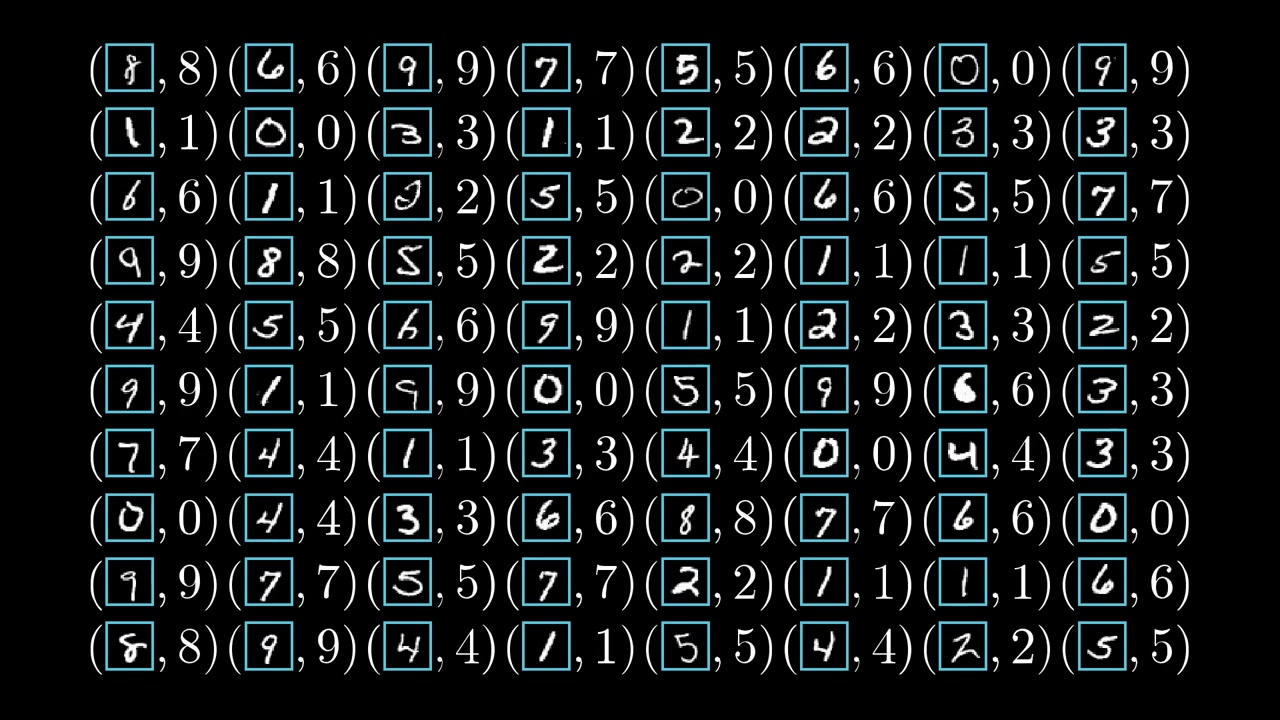 (8, 8)(6, 6)(9, 9)(7, 7)(5, 5)(6, 6)(0, 0)(9, 9)
(1, 1)(0, 0)(3, 3)(1, 1)(2, 2)(2, 2)(3, 3)(3, 3)
(6, 6)(1, 1)(2, 2)(5, 5)(0, 0)(6, 6)(5, 5)(7, 7)
(9, 9)(8, 8)(5, 5)(2, 2)(2, 2)(1, 1)(1, 1)(5, 5)
(4, 4)(5, 5)(6, 6)(9, 9)(1, 1)(2, 2)(3, 3)(2, 2)
(9, 9)(1, 1)(9, 9)(0, 0)(5, 5)(9, 9)(6, 6)(3, 3)
(7, 7)(4, 4)(1, 1)(3, 3)(4, 4)(0, 0)(4, 4)(3, 3)
(0, 0)(4, 4)(3, 3)(6, 6)(8, 8)(7, 7)(6, 6)(0, 0)
(9, 9)(7, 7)(5, 5)(7, 7)(2, 2)(1, 1)(1, 1)(6, 6)
(8, 8)(9, 9)(4, 4)(1, 1)(5, 5)(4, 4)(2, 2)(5, 5)